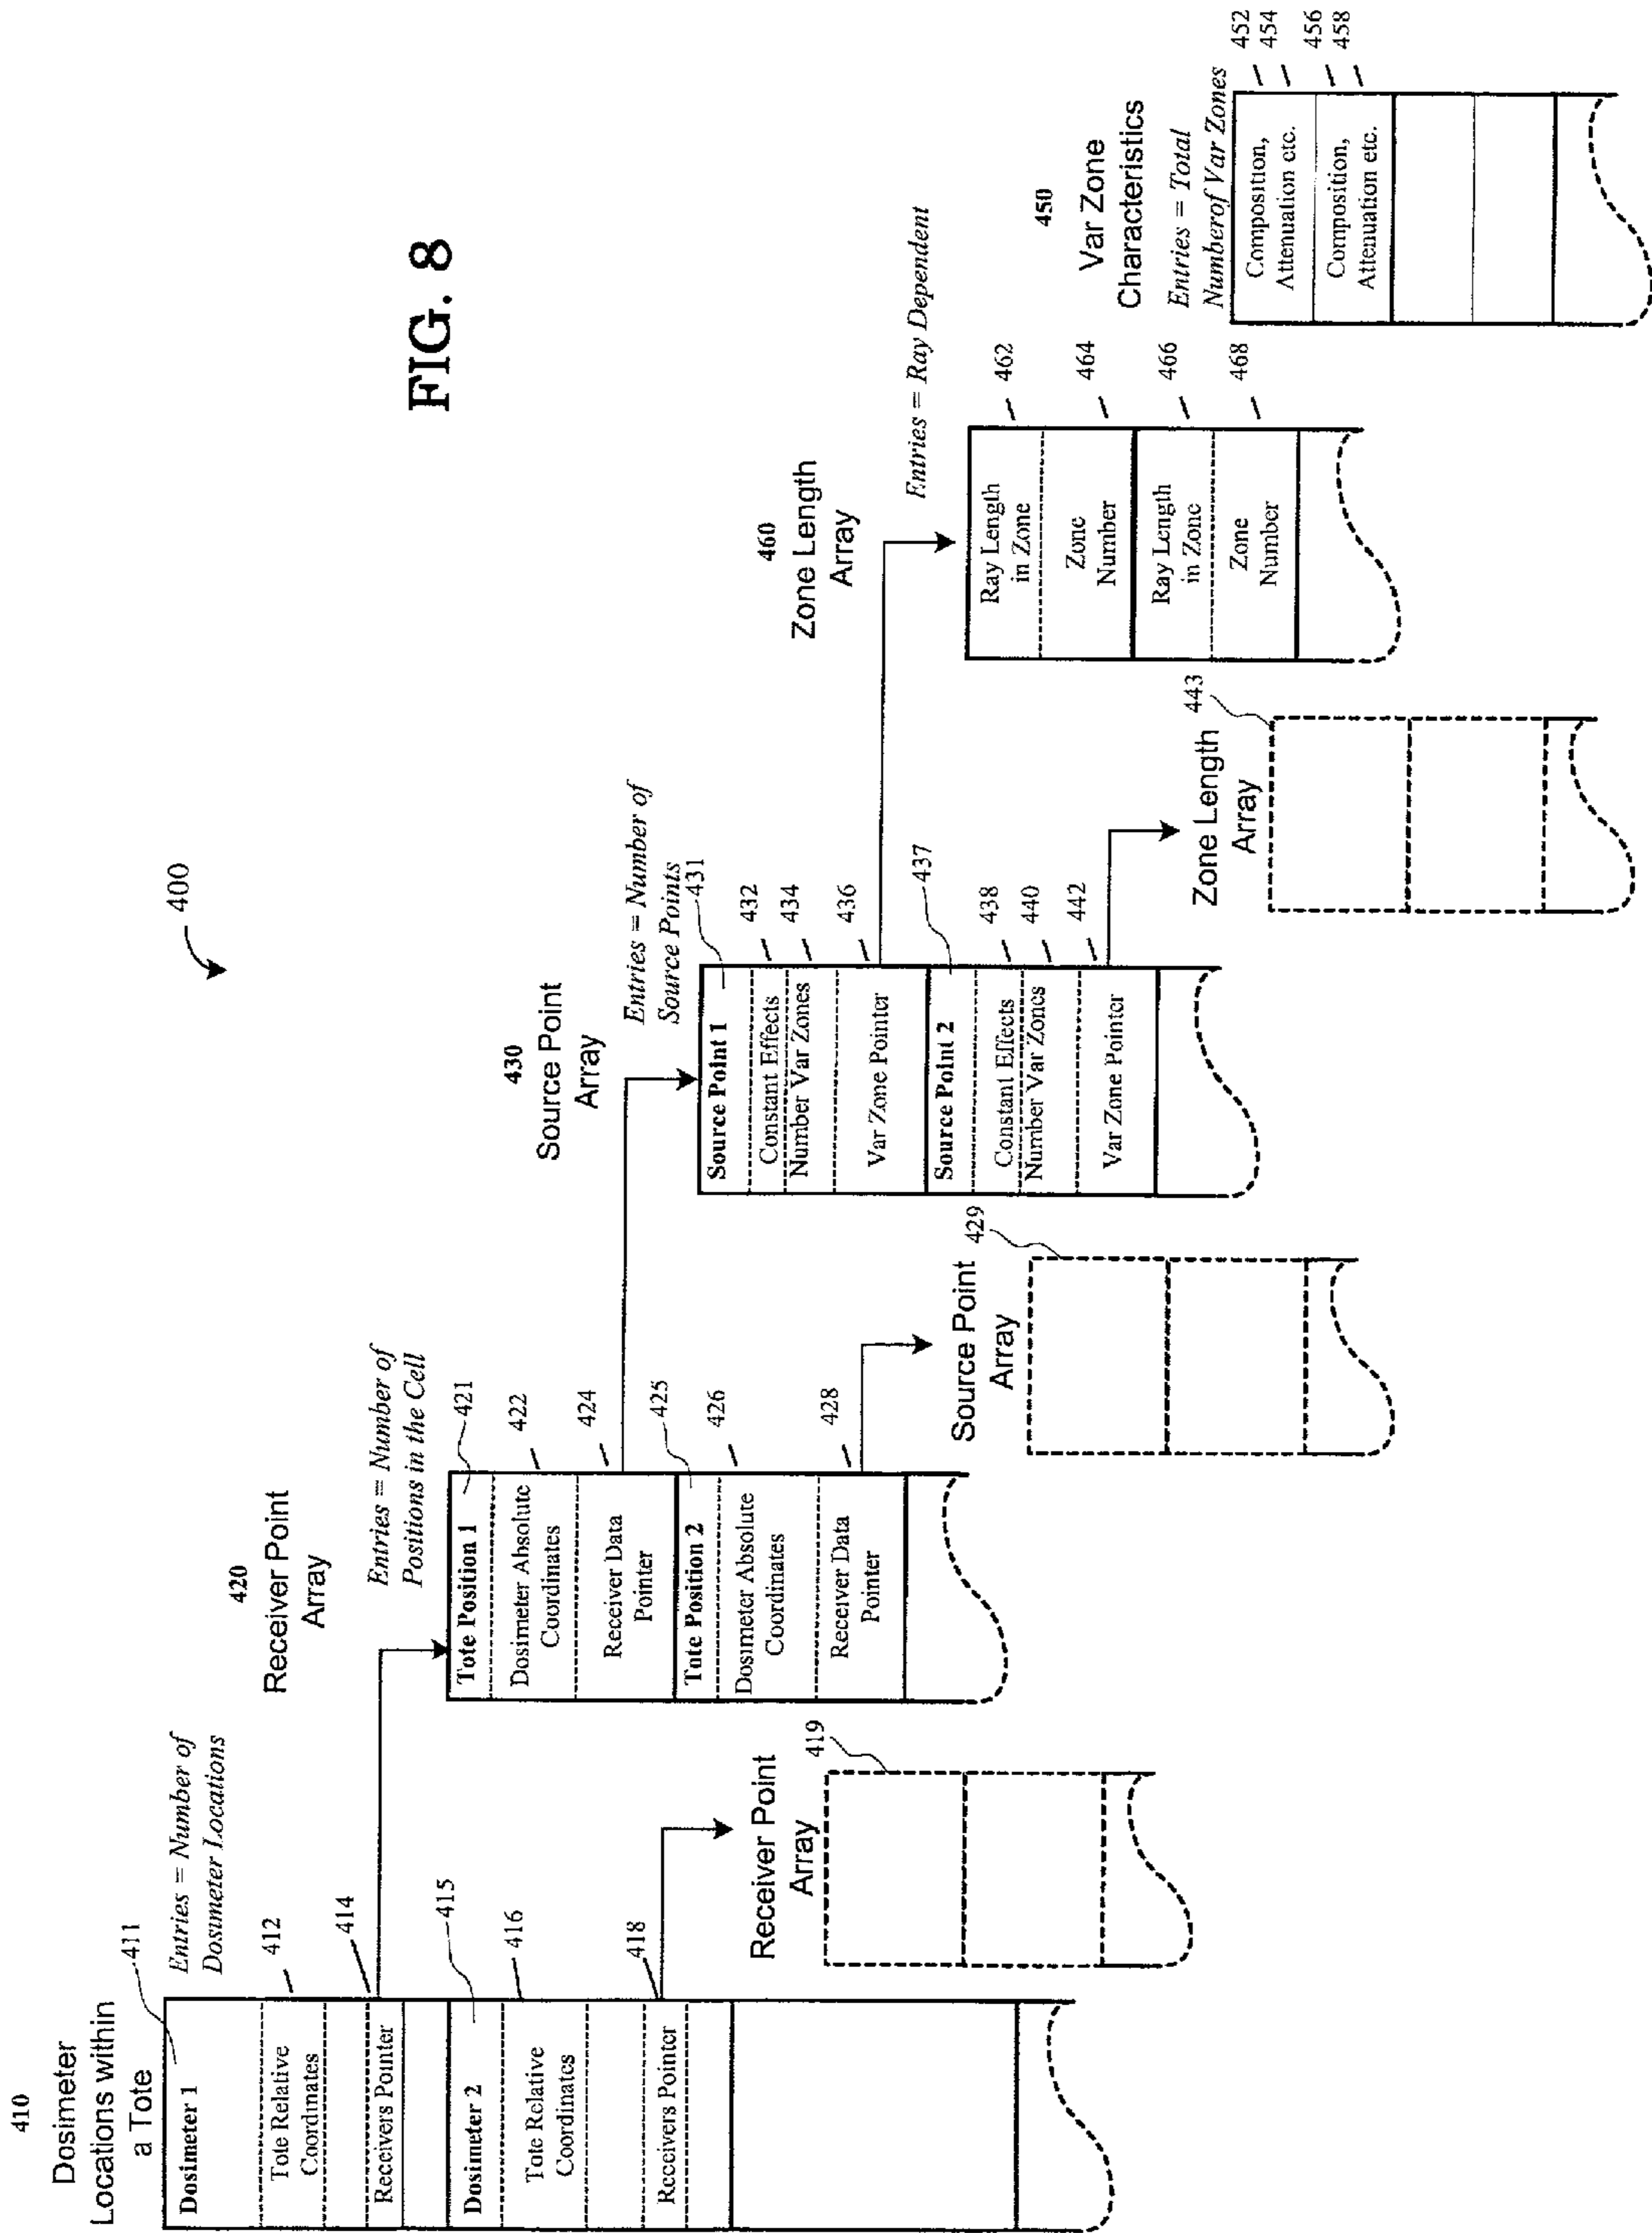 FIG. 8
400
410
Dosimeter
Locations within
a Tote
411
Entries = Number of
Dosimeter Locations
Dosimeter 1
Tote Relative
Coordinates
412
Receivers Pointer
414
Dosimeter 2
415
Tote Relative
Coordinates
416
Receivers Pointer
418
Receiver Point
Array
419
420
Receiver Point
Array
Entries = Number of
Positions in the Cell
Tote Position 1
421
Dosimeter Absolute
Coordinates
422
Receiver Data
Pointer
424
Tote Position 2
425
Dosimeter Absolute
Coordinates
426
Receiver Data
Pointer
428
Source Point
Array
429
430
Source Point
Array
Entries = Number of
Source Points
Source Point 1
431
Constant Effects
432
Number Var Zones
434
Var Zone Pointer
436
Source Point 2
437
Constant Effects
438
Number Var Zones
440
Var Zone Pointer
442
Zone Length
Array
443
460
Zone Length
Array
Entries = Ray Dependent
Ray Length
in Zone
462
Zone
Number
464
Ray Length
in Zone
466
Zone
Number
468
450
Var Zone
Characteristics
Entries = Total
Numberof Var Zones
Composition,
Attenuation etc.
452
454
Composition,
Attenuation etc.
456
458